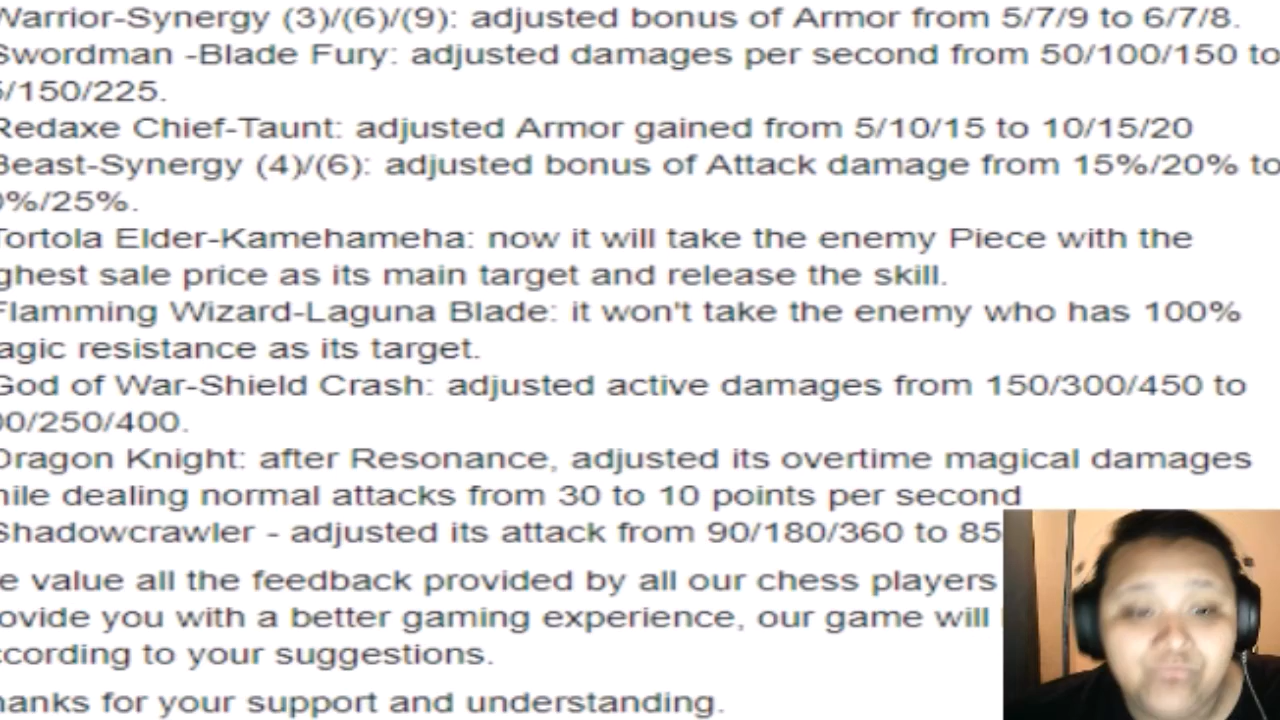 Warrior-Synergy (3)/(6)/(9): adjusted bonus of Armor from 5/7/9 to 6/7/8.
Swordman -Blade Fury: adjusted damages per second from 50/100/150 to
5/150/225.
Redaxe Chief-Taunt: adjusted Armor gained from 5/10/15 to 10/15/20
Beast-Synergy (4)/(6): adjusted bonus of Attack damage from 15%/20% to
0%/25%.
Tortola Elder-Kamehameha: now it will take the enemy Piece with the
ghest sale price as its main target and release the skill.
Flamming Wizard-Laguna Blade: it won't take the enemy who has 100%
agic resistance as its target.
God of War-Shield Crash: adjusted active damages from 150/300/450 to
00/250/400.
Dragon Knight: after Resonance, adjusted its overtime magical damages
hile dealing normal attacks from 30 to 10 points per second
Shadowcrawler - adjusted its attack from 90/180/360 to 85
e value all the feedback provided by all our chess players
ovide you with a better gaming experience, our game will
ccording to your suggestions.
hanks for your support and understanding.